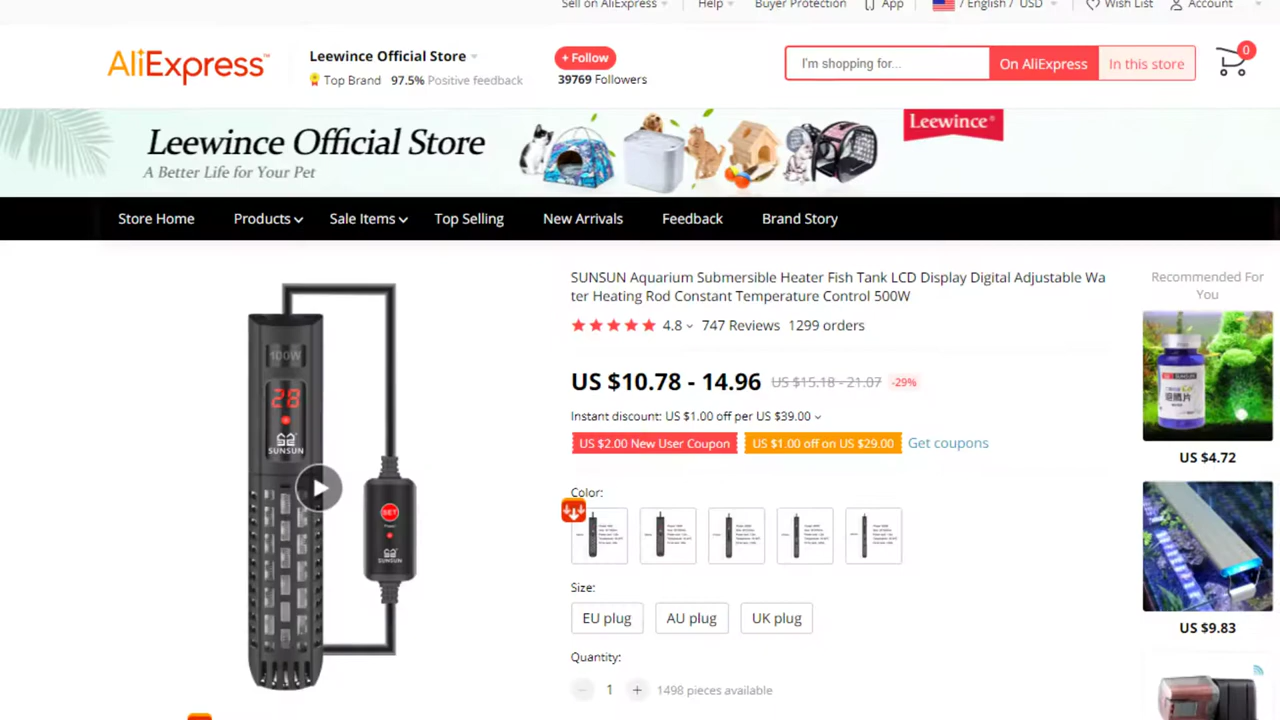 Sell on AliExpress
Help
Buyer Protection
App
/ English / USD
Wish List
Account
AliExpress™
Leewince Official Store
Top Brand 97.5% Positive feedback
+ Follow
39769 Followers
I'm shopping for...
On AliExpress
In this store
0
Leewince Official Store
A Better Life for Your Pet
Leewince®
Store Home
Products
Sale Items
Top Selling
New Arrivals
Feedback
Brand Story
100W
28
SUNSUN
SET
Power
SUNSUN
SUNSUN Aquarium Submersible Heater Fish Tank LCD Display Digital Adjustable Wa
ter Heating Rod Constant Temperature Control 500W
4.8 747 Reviews 1299 orders
US $10.78 - 14.96 US $15.18 - 21.07 -29%
Instant discount: US $1.00 off per US $39.00
US $2.00 New User Coupon
US $1.00 off on US $29.00
Get coupons
Color:
Size:
EU plug
AU plug
UK plug
Quantity:
1
+
1498 pieces available
Recommended For
You
SUNSUN
US $4.72
US $9.83